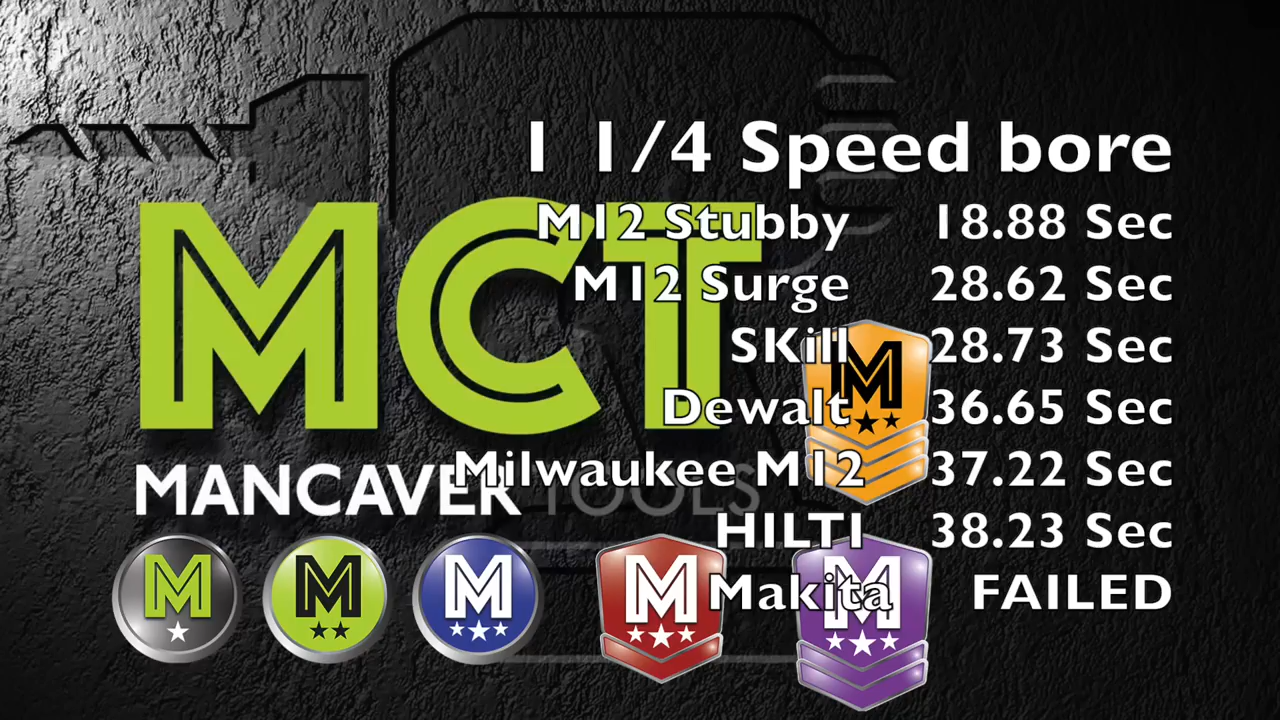 1 1/4 Speed bore
MCT
M12 Stubby 18.88 Sec
M12 Surge 28.62 Sec
SKill 28.73 Sec
M
Dewalt 36.65 Sec
Milwaukee M12 37.22 Sec
MANCAVER TOOLS
HILTI 38.23 Sec
Makita FAILED
M M M M M